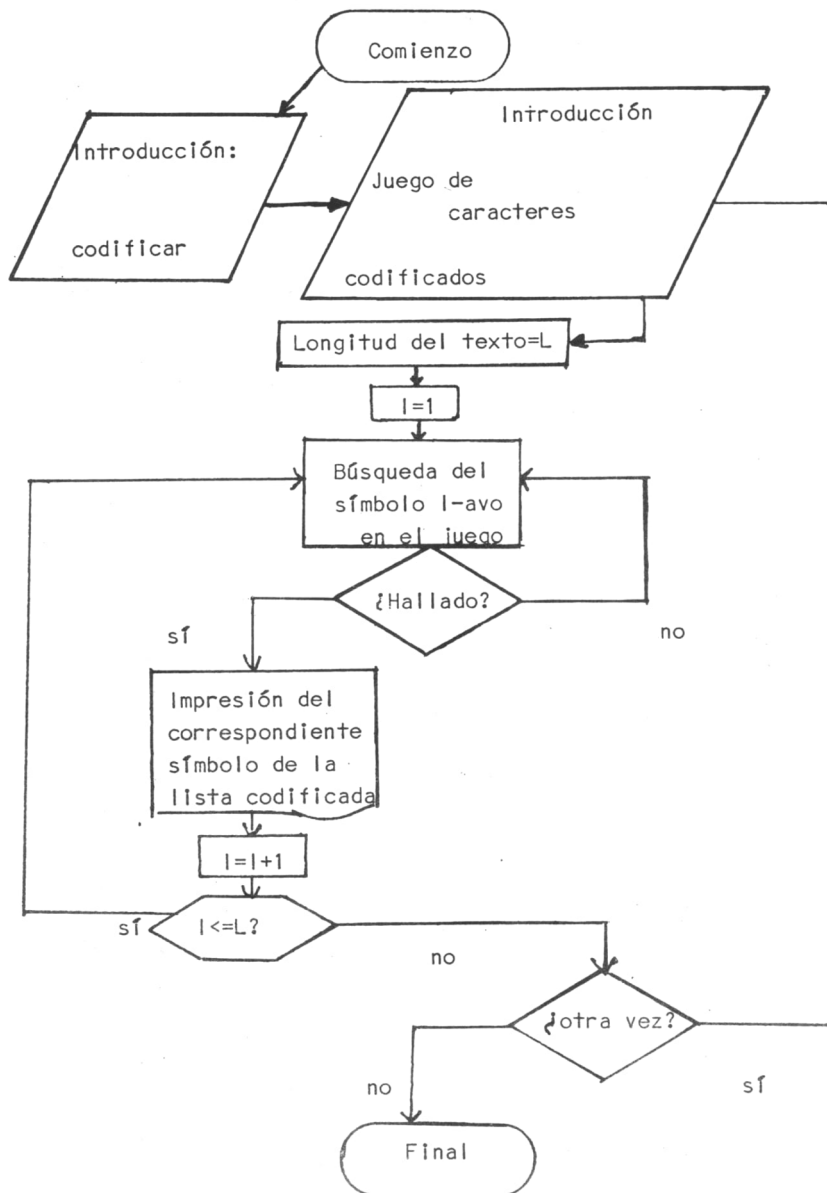 Comienzo
Introducción:
codificar
Introducción
Juego de
caracteres
codificados
Longitud del texto=L
I=1
Búsqueda del
símbolo I-avo
en el juego
¿Hallado?
sí
no
Impresión del
correspondiente
símbolo de la
lista codificada
I=I+1
I<=L?
sí
no
¿otra vez?
no
sí
Final